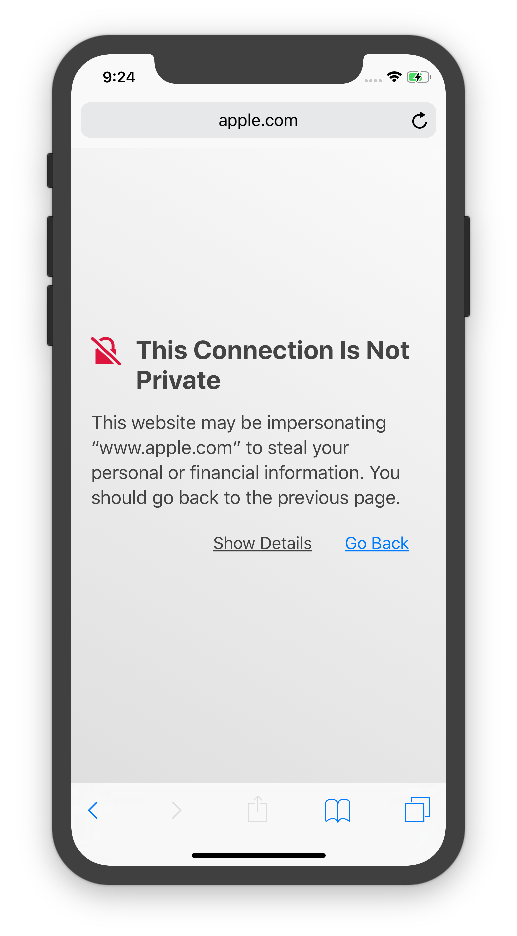 9:24
apple.com
This Connection Is Not
Private
This website may be impersonating
“www.apple.com” to steal your
personal or financial information. You
should go back to the previous page.
Show Details Go Back